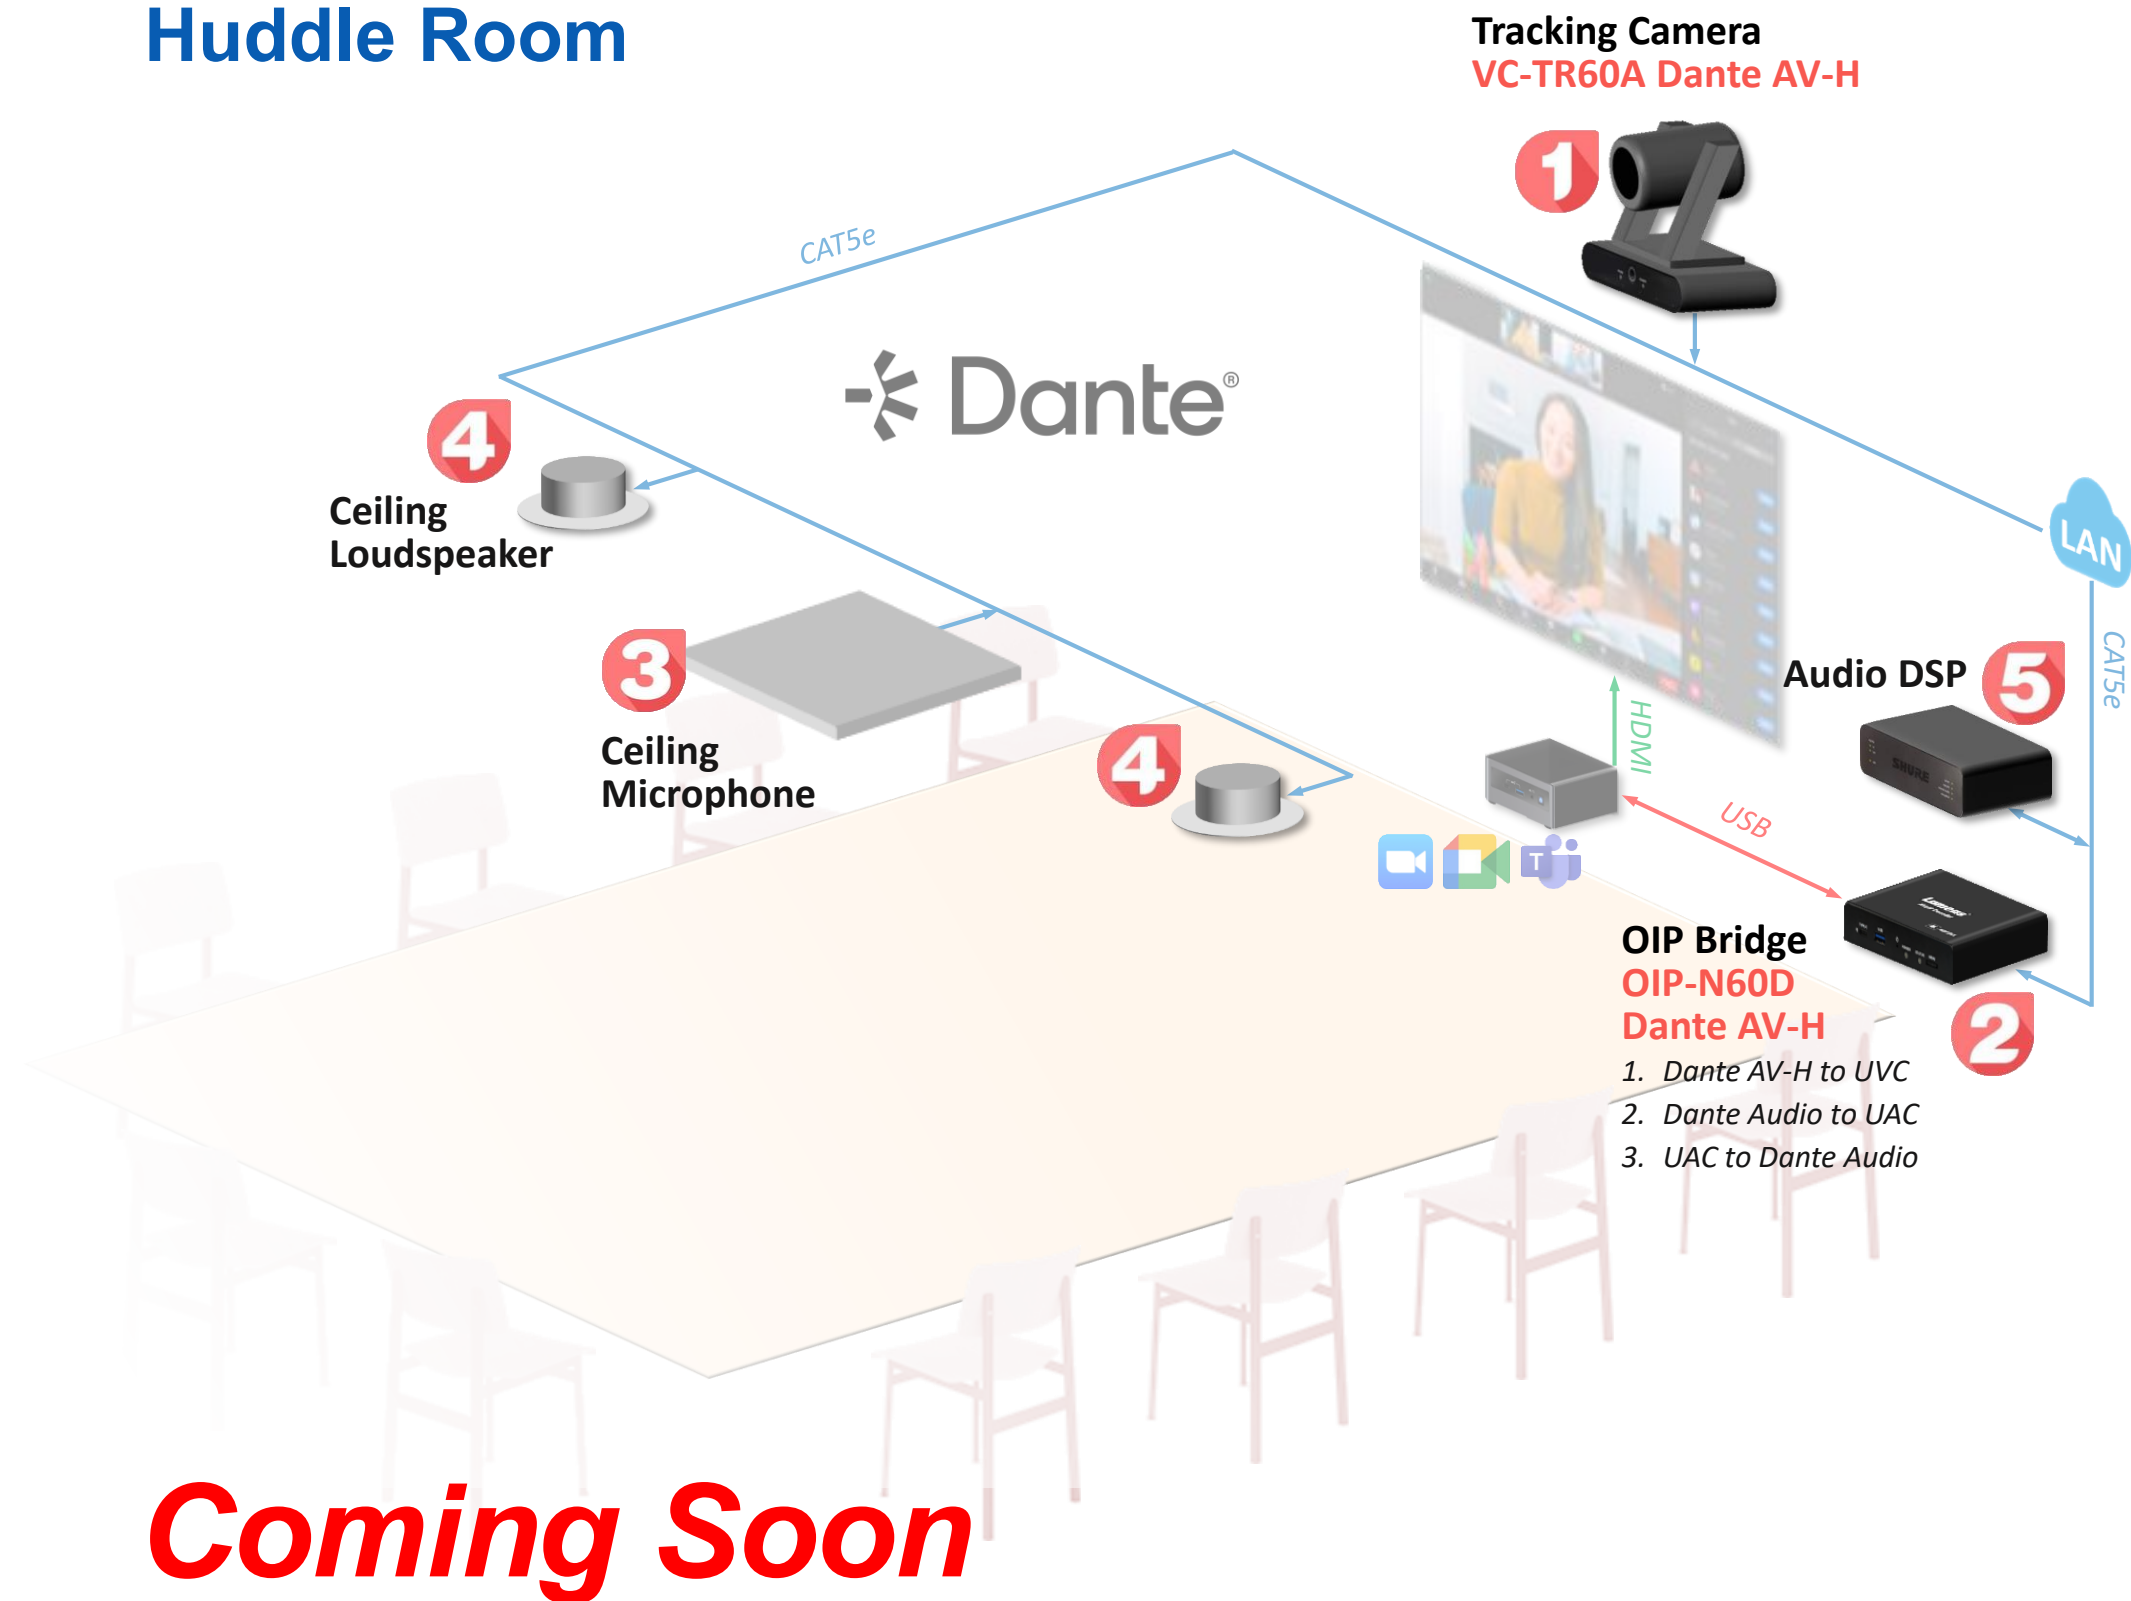 Huddle Room
Tracking Camera
VC-TR60A Dante AV-H
1
CAT5e
Dante®
4
Ceiling
Loudspeaker
LAN
CAT5e
3
Ceiling
Microphone
4
HDMI
Audio DSP
5
SHURE
USB
T
Lumens
OIP Bridge
OIP-N60D
Dante AV-H
2
1. Dante AV-H to UVC
2. Dante Audio to UAC
3. UAC to Dante Audio
Coming Soon